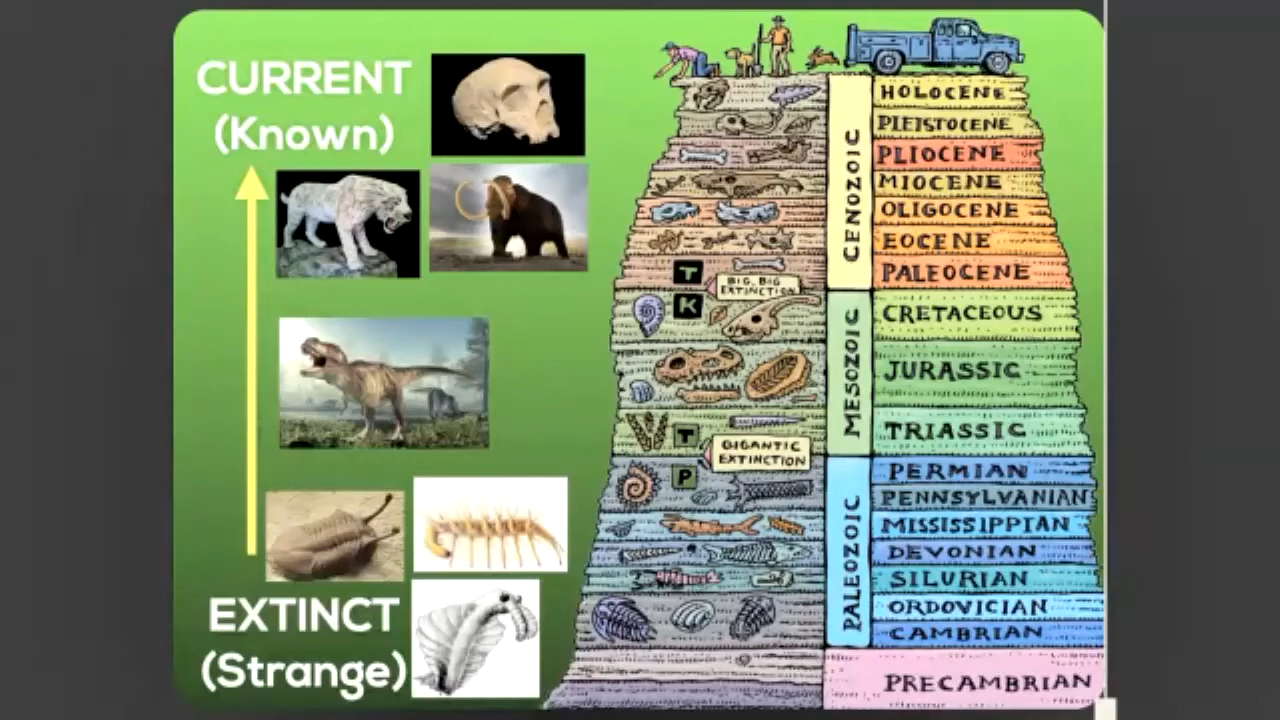 CURRENT
(Known)
EXTINCT
(Strange)
T
BIG, BIG
EXTINCTION
K
T
GIGANTIC
EXTINCTION
P
CENOZOIC
MESOZOIC
PALEOZOIC
HOLOCENE
PLEISTOCENE
PLIOCENE
MIOCENE
OLIGOCENE
EOCENE
PALEOCENE
CRETACEOUS
JURASSIC
TRIASSIC
PERMIAN
PENNSYLVANIAN
MISSISSIPPIAN
DEVONIAN
SILURIAN
ORDOVICIAN
CAMBRIAN
PRECAMBRIAN